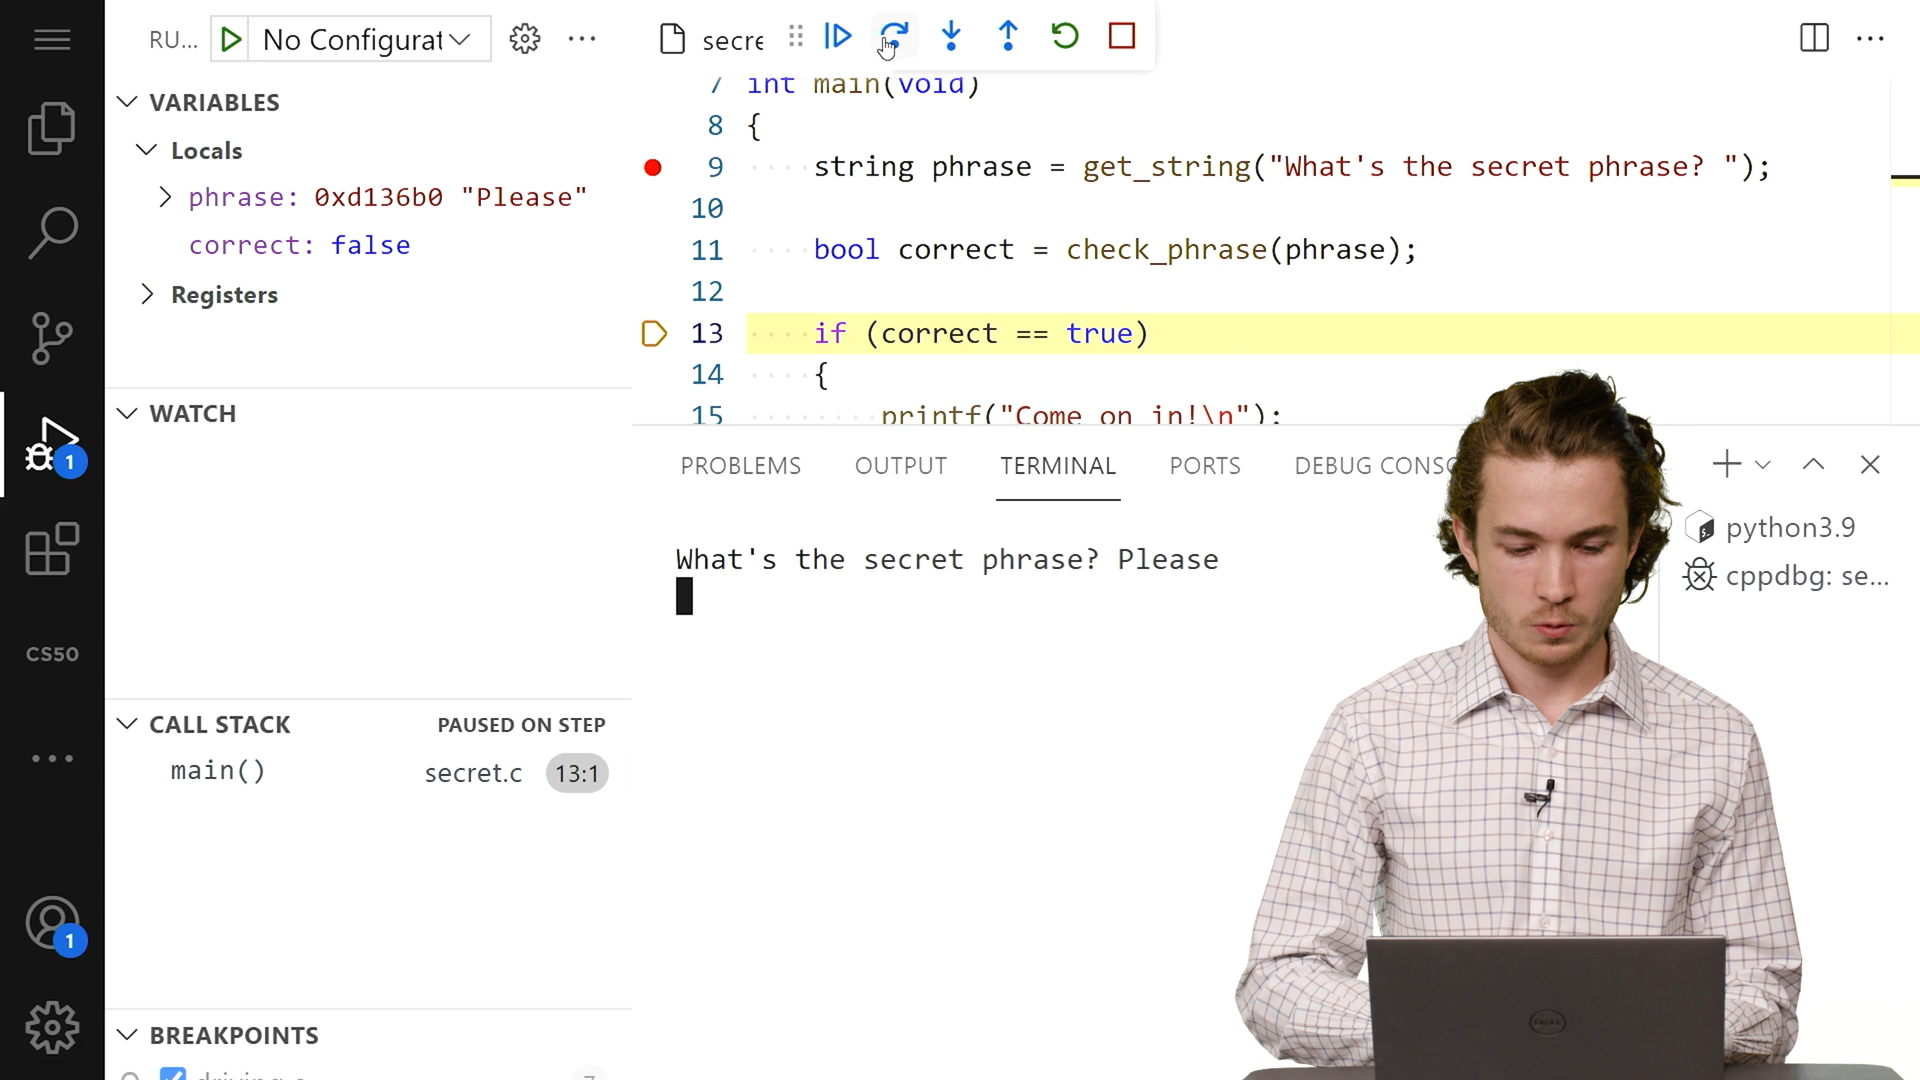 RU... No Configurat
VARIABLES
Locals
phrase: 0xd136b0 "Please"
correct: false
Registers
WATCH
CALL STACK PAUSED ON STEP
main() secret.c 13:1
BREAKPOINTS
1
CS50
1
secre
7 int main(void)
8 {
9 string phrase = get_string("What's the secret phrase? ");
10
11 bool correct = check_phrase(phrase);
12
13 if (correct == true)
14 {
15 printf("Come on in!\n");
PROBLEMS OUTPUT TERMINAL PORTS DEBUG CONSO
What's the secret phrase? Please
python3.9
cppdbg: se...
DELL